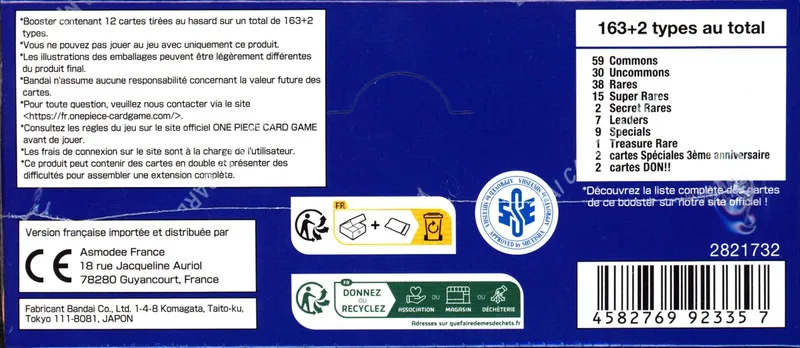 *Booster contenant 12 cartes tirées au hasard sur un total de 163+2
types.
*Vous ne pouvez pas jouer au jeu avec uniquement ce produit.
*Les illustrations des emballages peuvent être légèrement différentes
du produit final.
*Bandai n'assume aucune responsabilité concernant la valeur future des
cartes.
*Pour toute question, veuillez nous contacter via le site
<https://fr.onepiece-cardgame.com/>.
*Consultez les règles du jeu sur le site officiel ONE PIECE CARD GAME
avant de jouer.
*Les frais de connexion sur le site sont à la charge de l'utilisateur.
*Ce produit peut contenir des cartes en double et présenter des
difficultés pour assembler une extension complète.
Version française importée et distribuée par
CE
Asmodee France
18 rue Jacqueline Auriol
78280 Guyancourt, France
Fabricant Bandai Co., Ltd. 1-4-8 Komagata, Taito-ku,
Tokyo 111-8081, JAPON
FR
+
FR
DONNEZ
OU
RECYCLEZ
ASSOCIATION
OU
MAGASIN
OU
DÉCHÈTERIE
Adresses sur quefairedemesdechets.fr
APPROVED by SHUEISHA
163+2 types au total
59 Commons
30 Uncommons
38 Rares
15 Super Rares
2 Secret Rares
7 Leaders
9 Specials
1 Treasure Rare
2 cartes Spéciales 3ème anniversaire
2 cartes DON!!
*Découvrez la liste complète des cartes
de ce booster sur notre site officiel !
2821732
4582769 923357